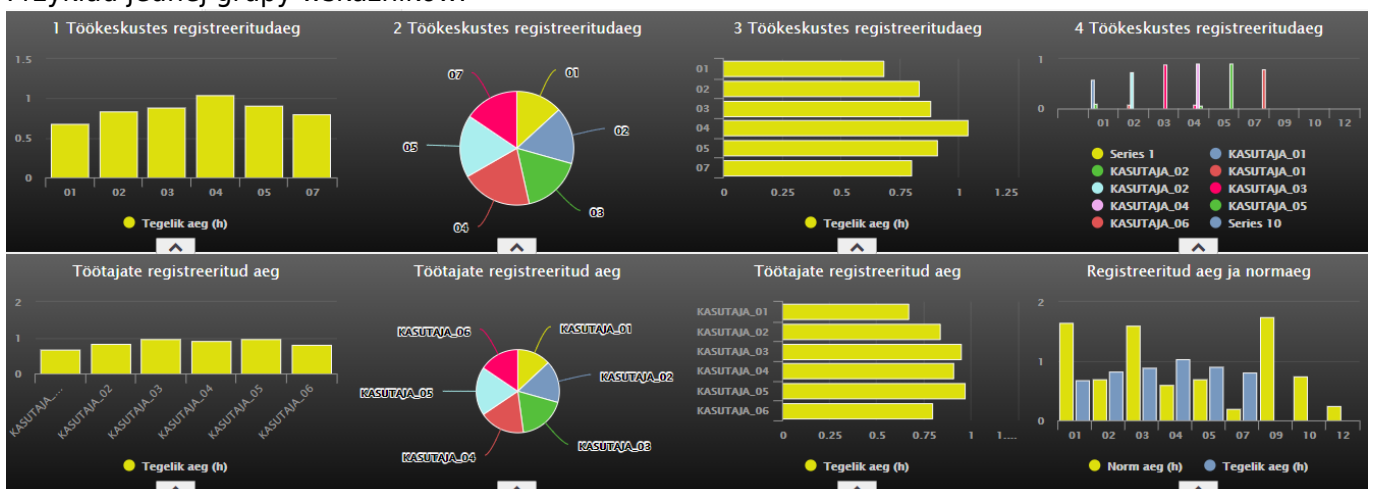 1 Töökeskustes registreeritudaeg
1.5
1
0.5
0
01 02 03 04 05 07
Tegelik aeg (h)
2 Töökeskustes registreeritudaeg
07 01
02
05
03
04
3 Töökeskustes registreeritudaeg
01
02
03
04
05
07
0 0.25 0.5 0.75 1 1.25
Tegelik aeg (h)
4 Töökeskustes registreeritudaeg
1
0
01 02 03 04 05 07 09 10 12
Series 1 KASUTAJA_01
KASUTAJA_02 KASUTAJA_01
KASUTAJA_02 KASUTAJA_03
KASUTAJA_04 KASUTAJA_05
KASUTAJA_06 Series 10
Töötajate registreeritud aeg
2
1
0
KASUTAJA_... KASUTAJA_02 KASUTAJA_03 KASUTAJA_04 KASUTAJA_05 KASUTAJA_06
Tegelik aeg (h)
Töötajate registreeritud aeg
KASUTAJA_06 KASUTAJA_01
KASUTAJA_02
KASUTAJA_05
KASUTAJA_03
KASUTAJA_04
Töötajate registreeritud aeg
KASUTAJA_01
KASUTAJA_02
KASUTAJA_03
KASUTAJA_04
KASUTAJA_05
KASUTAJA_06
0 0.25 0.5 0.75 1 1....
Tegelik aeg (h)
Registreeritud aeg ja normaeg
2
1
0
01 02 03 04 05 07 09 10 12
Norm aeg (h) Tegelik aeg (h)